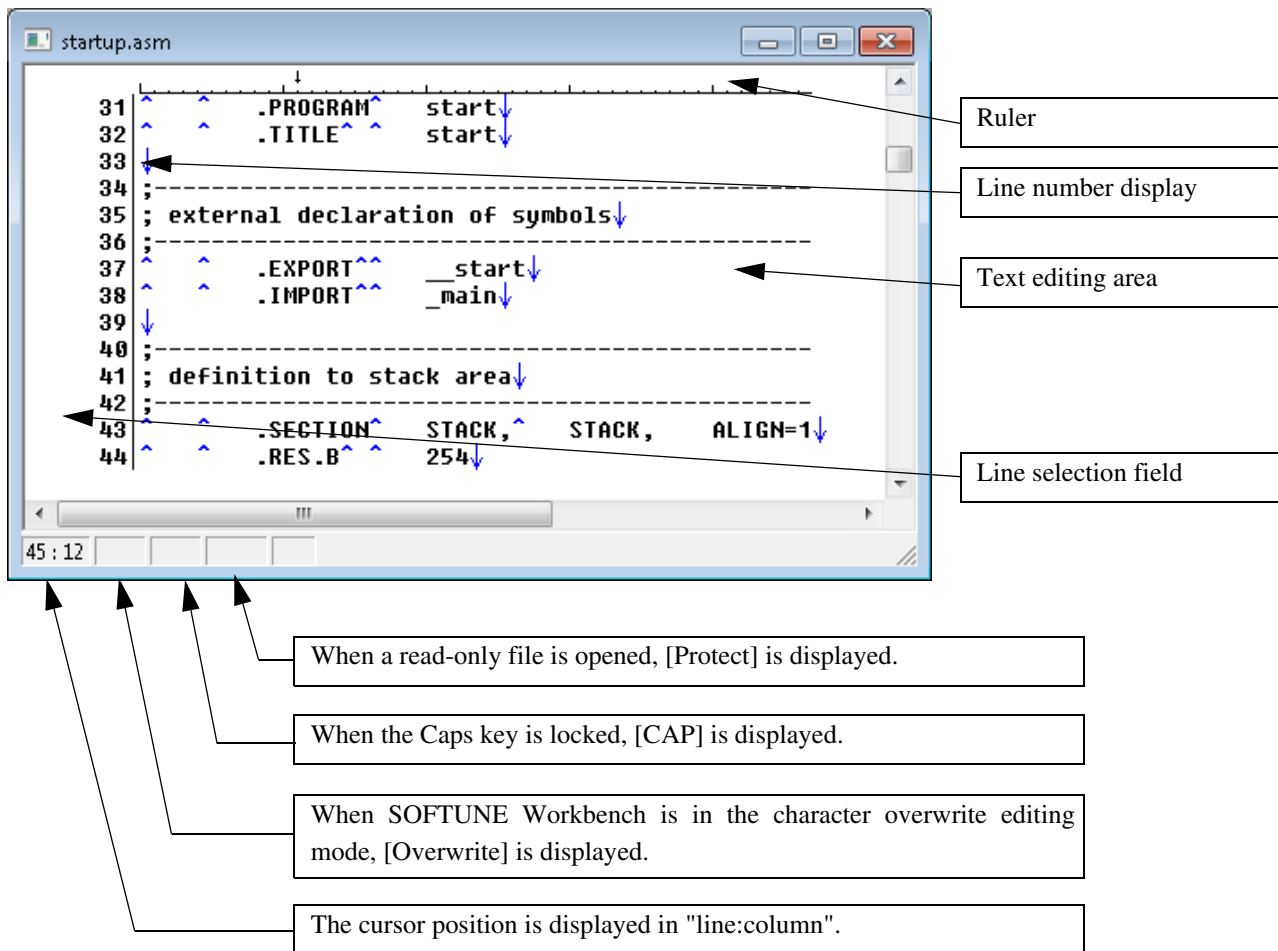 startup.asm
31 ^ ^ .PROGRAM^ start↓
32 ^ ^ .TITLE^ ^ start↓
33 ↓
34 ;----------------------------------------------
35 ; external declaration of symbols↓
36 ;----------------------------------------------
37 ^ ^ .EXPORT^^ __start↓
38 ^ ^ .IMPORT^^ _main↓
39 ↓
40 ;----------------------------------------------
41 ; definition to stack area↓
42 ;----------------------------------------------
43 ^ ^ .SECTION^ STACK,^ STACK, ALIGN=1↓
44 ^ ^ .RES.B^ ^ 254↓
45 : 12
Ruler
Line number display
Text editing area
Line selection field
When a read-only file is opened, [Protect] is displayed.
When the Caps key is locked, [CAP] is displayed.
When SOFTUNE Workbench is in the character overwrite editing
mode, [Overwrite] is displayed.
The cursor position is displayed in "line:column".